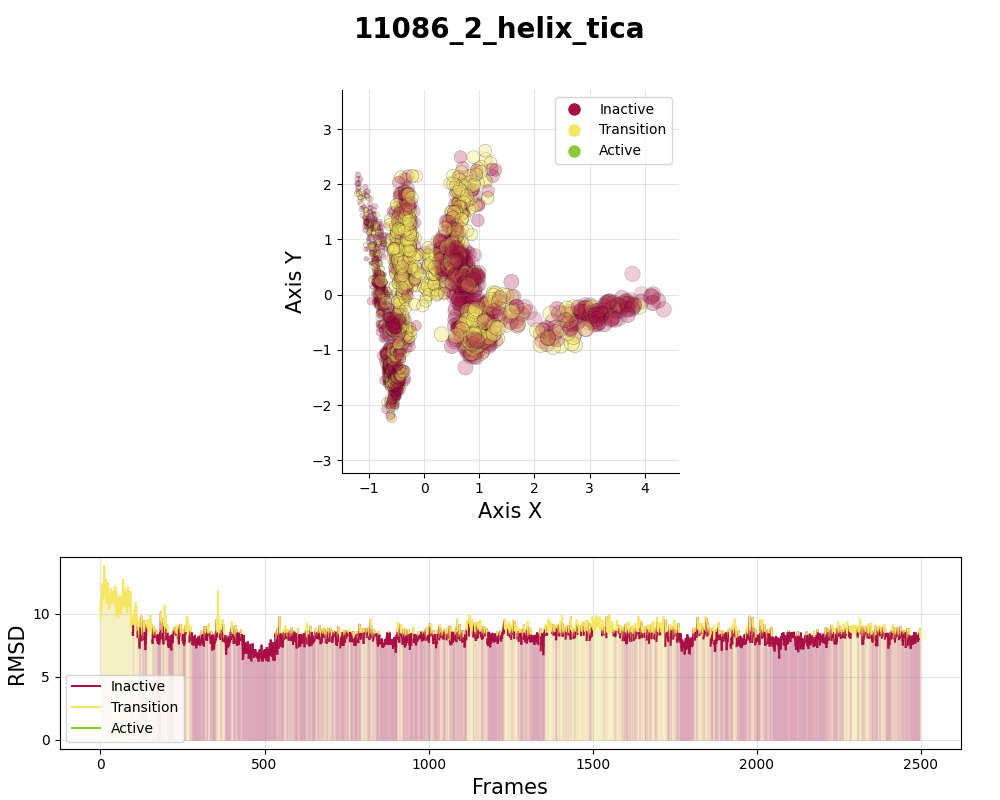 11086_2_helix_tica
Inactive
Transition
Active
3
2
1
0
−1
−2
−3
Axis Y
−1 0 1 2 3 4
Axis X
10
5
0
RMSD
Inactive
Transition
Active
0 500 1000 1500 2000 2500
Frames